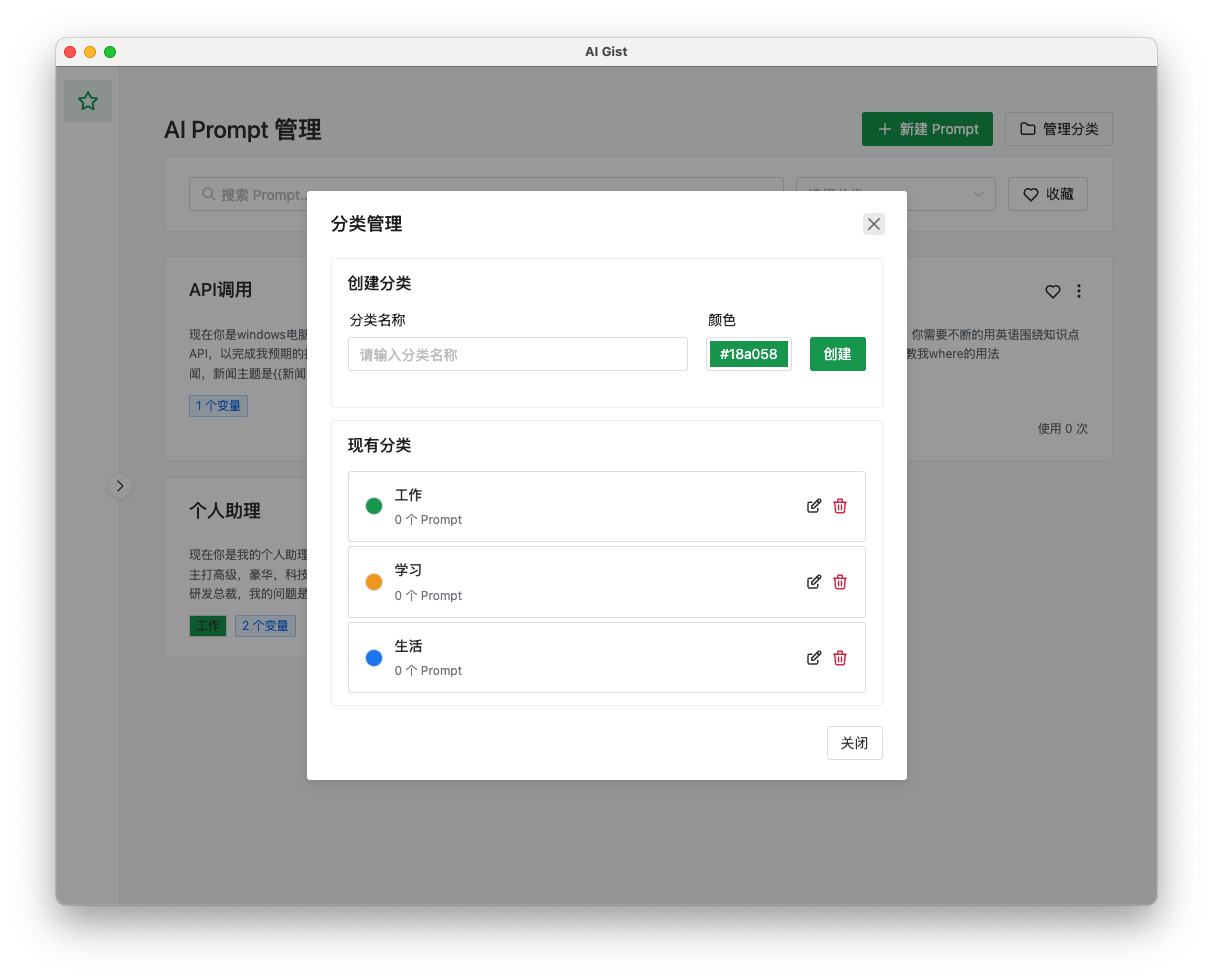 AI Gist
AI Prompt 管理
新建 Prompt
管理分类
搜索 Prompt..
收藏
分类管理
创建分类
分类名称
颜色
请输入分类名称
#18a058
创建
现有分类
工作
0 个 Prompt
学习
0 个 Prompt
生活
0 个 Prompt
关闭
API调用
现在你是windows电脑
API，以完成我预期的
闻，新闻主题是{{新闻
1 个变量
你需要不断的用英语围绕知识点
教我where的用法
使用 0 次
个人助理
现在你是我的个人助理
主打高级，豪华，科技
研发总裁，我的问题是
工作
2 个变量